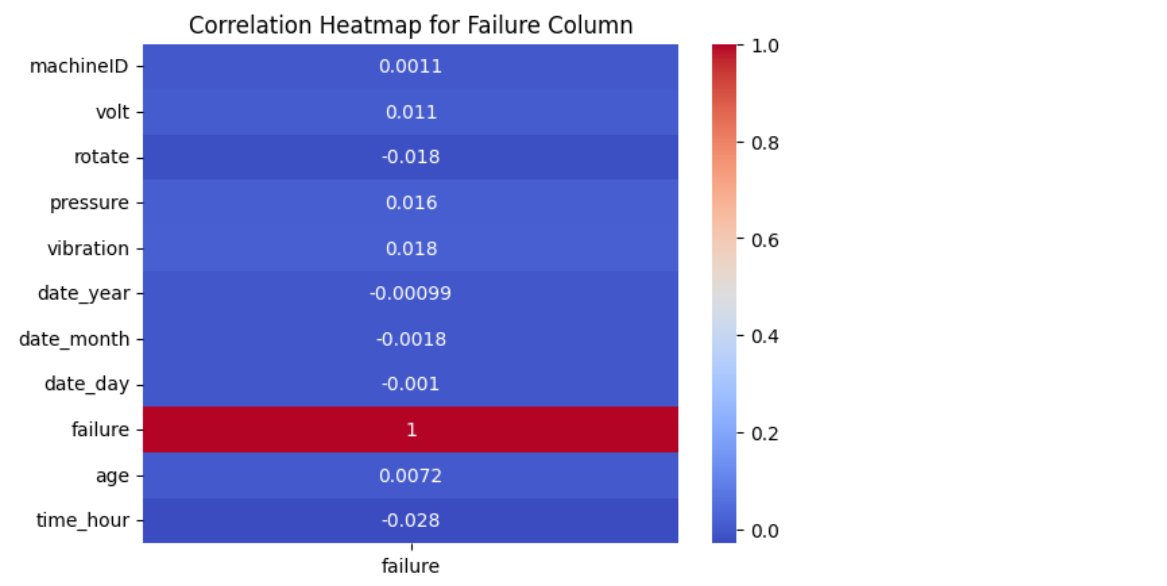 Correlation Heatmap for Failure Column
machineID 0.0011
volt 0.011
rotate -0.018
pressure 0.016
vibration 0.018
date_year -0.00099
date_month -0.0018
date_day -0.001
failure 1
age 0.0072
time_hour -0.028
failure
1.0
0.8
0.6
0.4
0.2
0.0